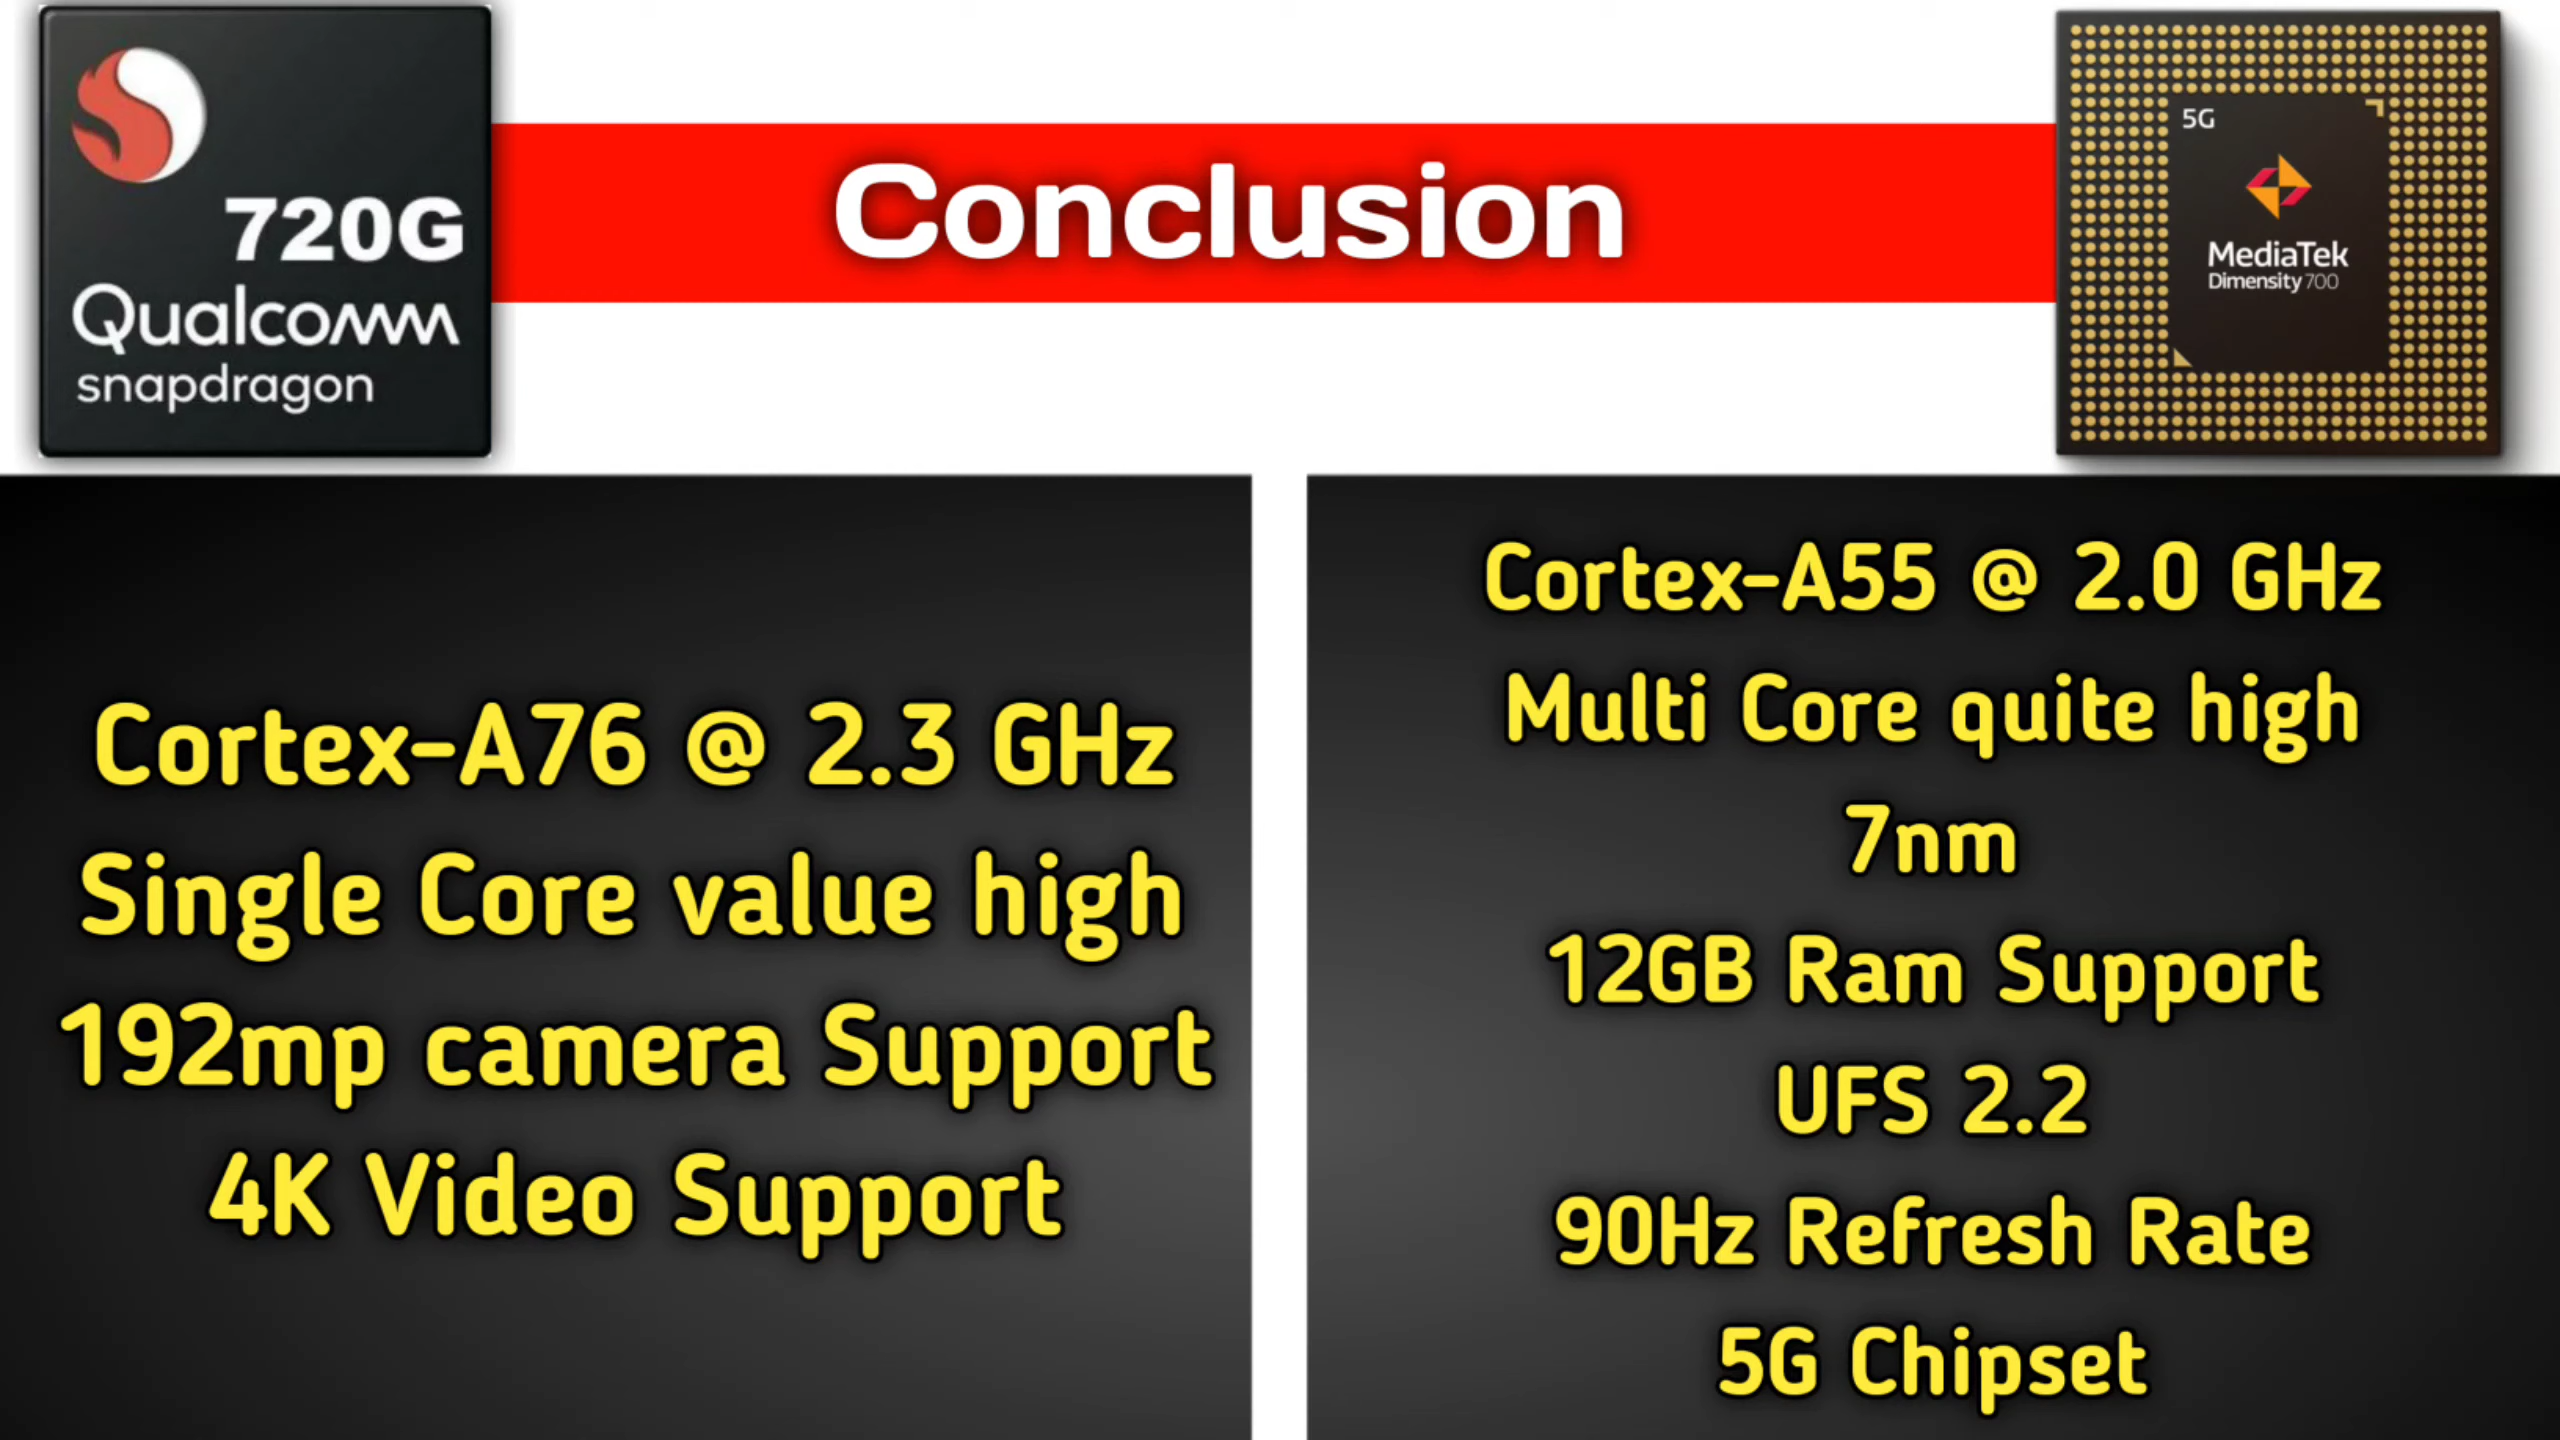 720G
Qualcomm
snapdragon
Conclusion
5G
MediaTek
Dimensity 700
Cortex-A76 @ 2.3 GHz
Single Core value high
192mp camera Support
4K Video Support
Cortex-A55 @ 2.0 GHz
Multi Core quite high
7nm
12GB Ram Support
UFS 2.2
90Hz Refresh Rate
5G Chipset